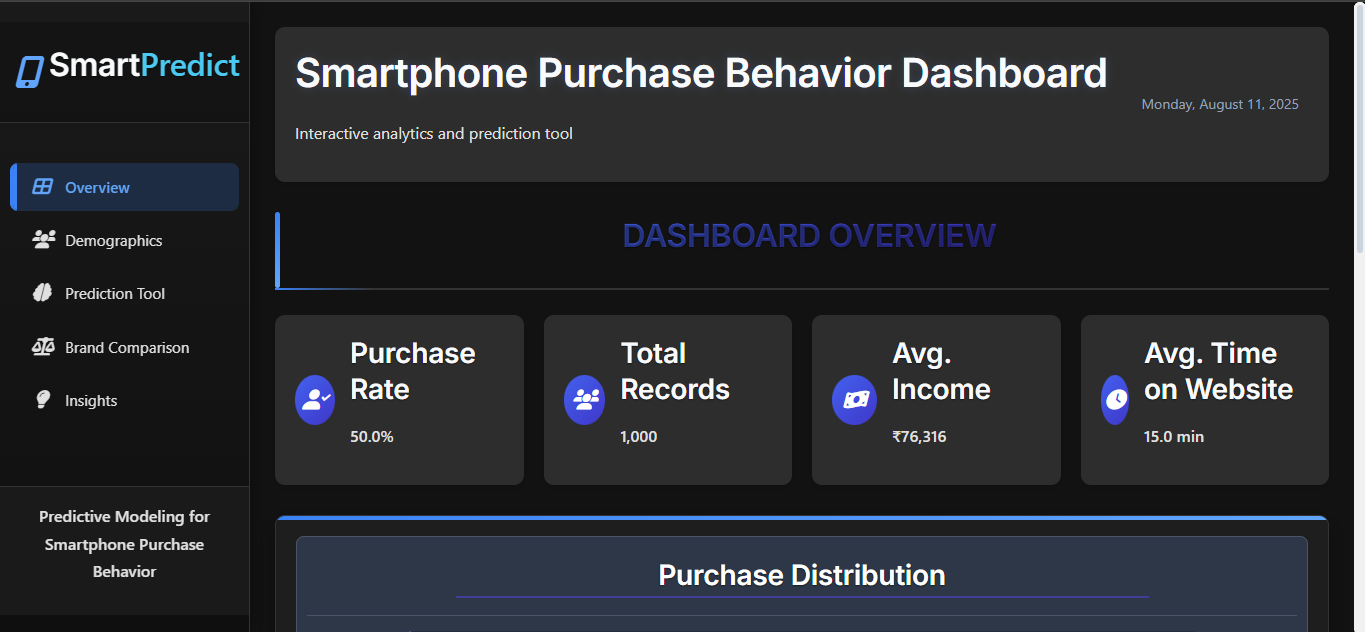 SmartPredict
Overview
Demographics
Prediction Tool
Brand Comparison
Insights
Predictive Modeling for
Smartphone Purchase
Behavior
Smartphone Purchase Behavior Dashboard
Monday, August 11, 2025
Interactive analytics and prediction tool
DASHBOARD OVERVIEW
Purchase
Rate
50.0%
Total
Records
1,000
Avg.
Income
₹76,316
Avg. Time
on Website
15.0 min
Purchase Distribution